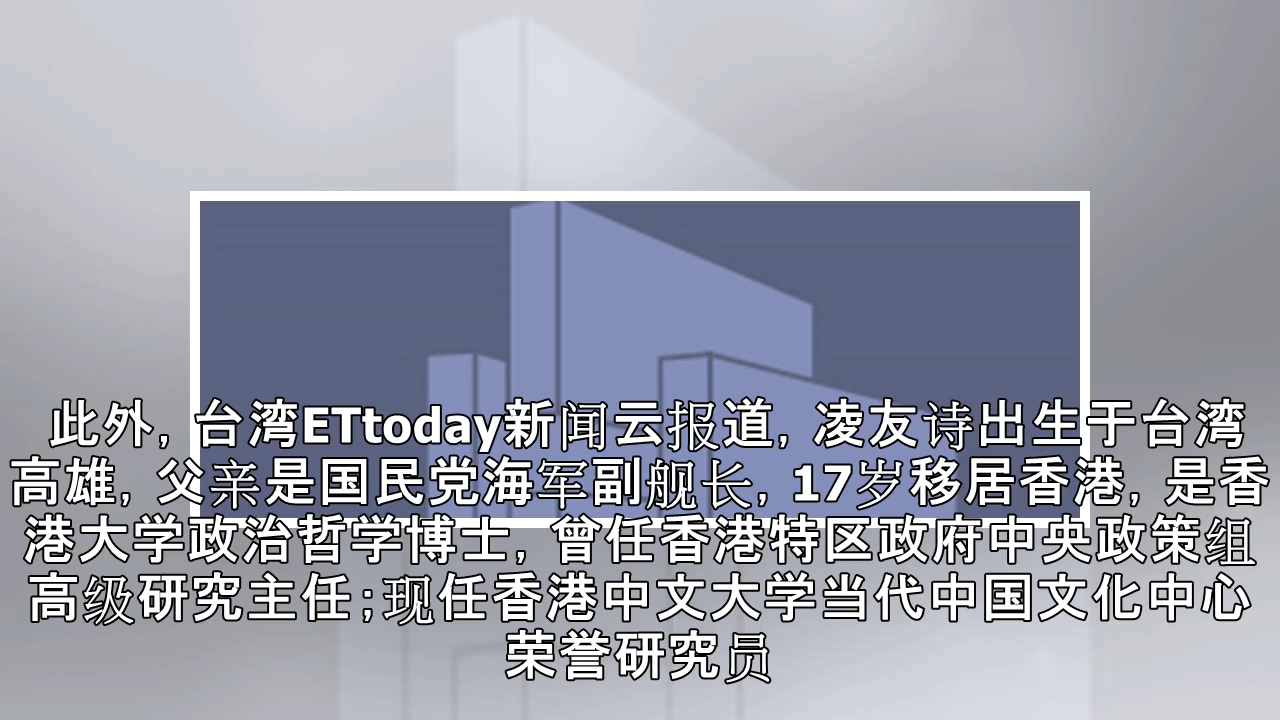 此外, 台湾ETtoday新闻云报道, 凌友诗出生于台湾
高雄, 父亲是国民党海军副舰长, 17岁移居香港, 是香
港大学政治哲学博士, 曾任香港特区政府中央政策组
高级研究主任;现任香港中文大学当代中国文化中心
荣誉研究员